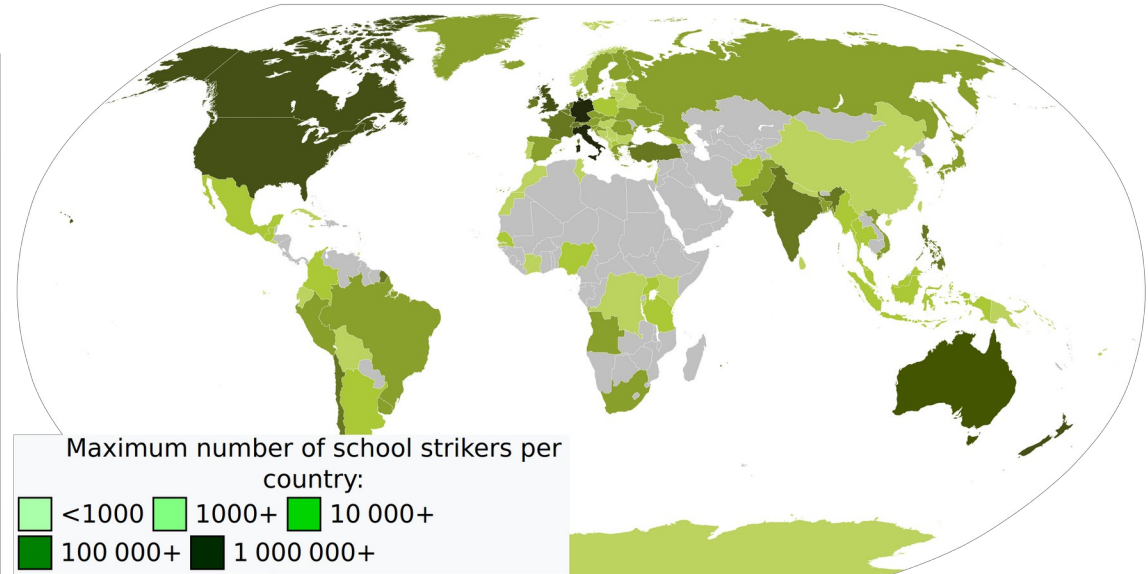 Maximum number of school strikers per
country:
<1000 1000+ 10 000+
100 000+ 1 000 000+